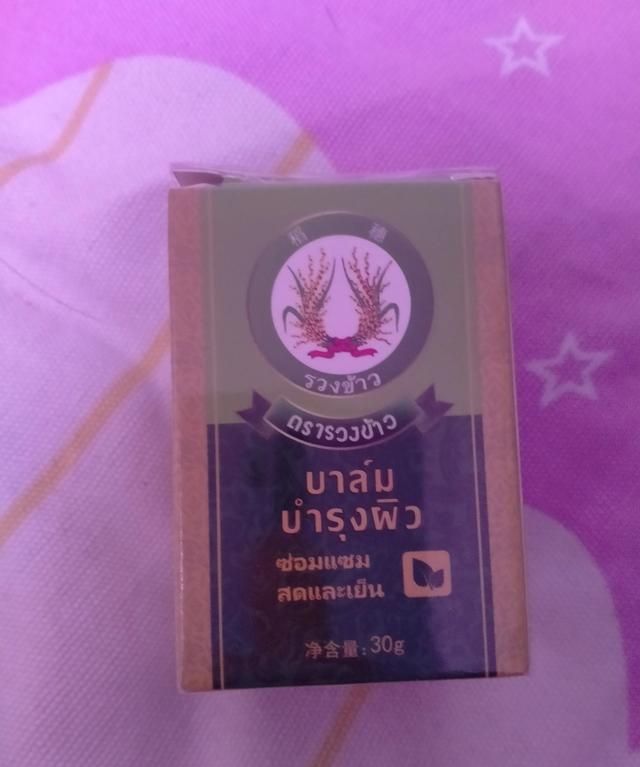 稻 穗
รวงข้าว
ตรารวงข้าว
บาล์ม
บำรุงผิว
ซ่อมแซม
สดและเย็น
净含量:30g